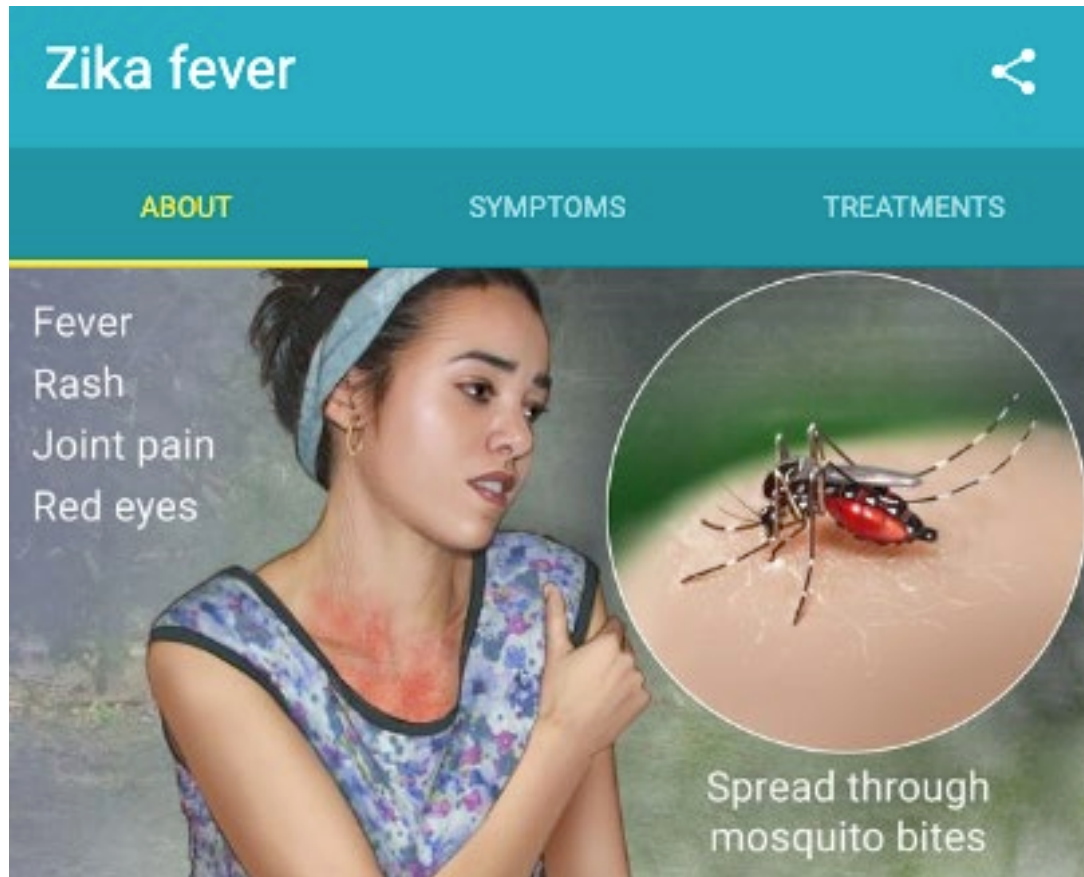 Zika fever
ABOUT
SYMPTOMS
TREATMENTS
Fever
Rash
Joint pain
Red eyes
Spread through
mosquito bites